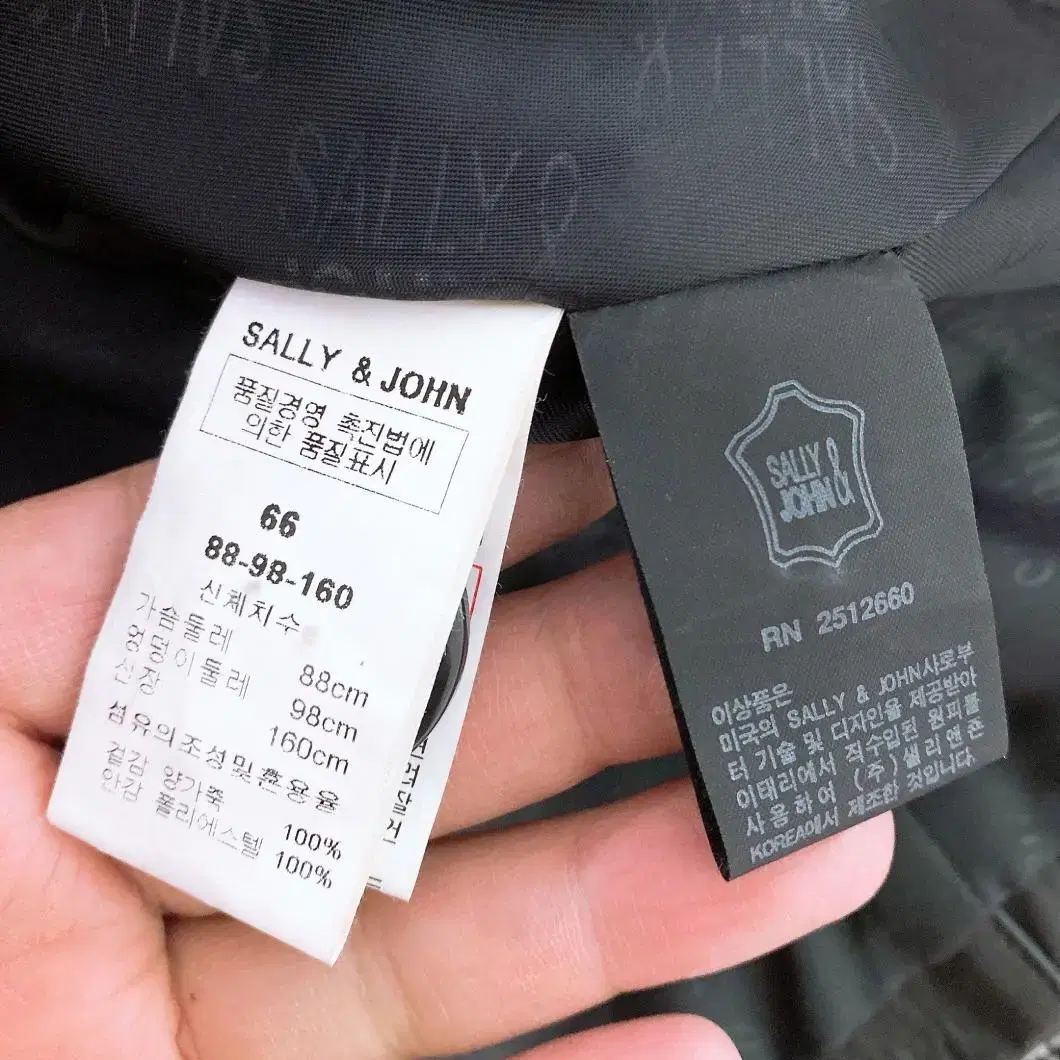 SALLY &
SALLY & JOHN
품질경영 촉진법에
의한 품질표시
66
88-98-160
신체치수
가슴둘레 88cm
엉덩이둘레 98cm
신장 160cm
섬유의조성및혼용율
겉감 양가죽 100%
안감 폴리에스텔 100%
SALLY &
JOHN
RN 2512660
이상품은
미국의 SALLY & JOHN사로부
터 기술 및 디자인을 제공받아
이태리에서 직수입된 원피를
사용하여 (주) 샐리앤존
KOREA에서 제조한 것입니다.